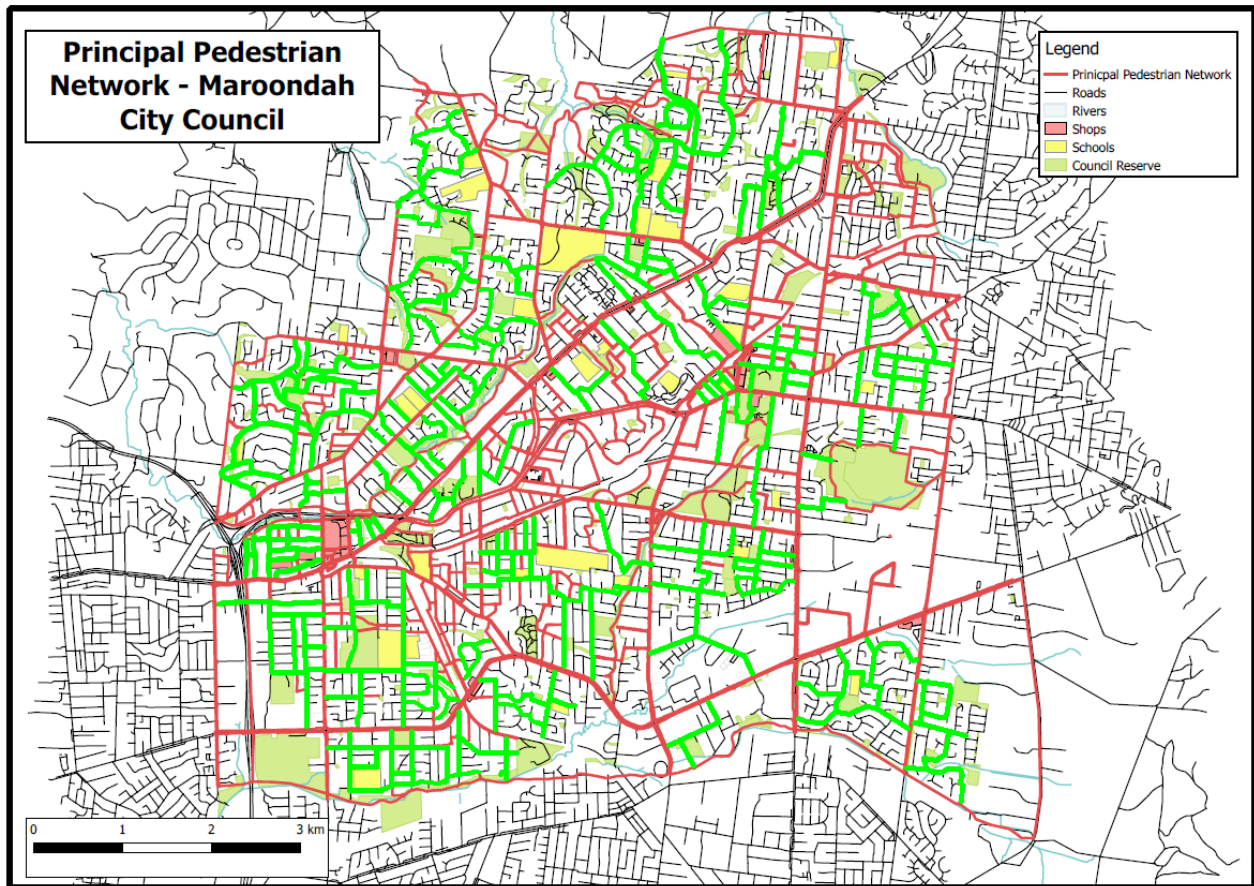 Principal Pedestrian
Network - Maroondah
City Council
Legend
Prinicpal Pedestrian Network
Roads
Rivers
Shops
Schools
Council Reserve
0 1 2 3 km